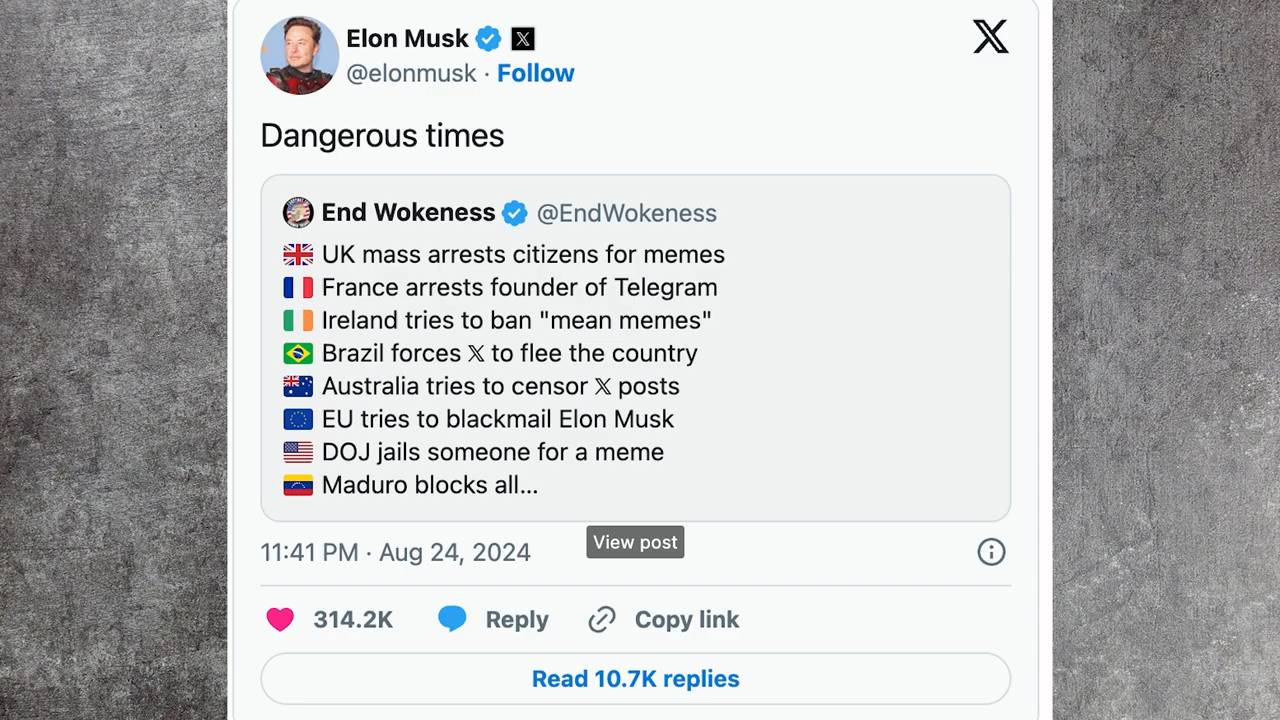 Elon Musk
@elonmusk · Follow
Dangerous times
End Wokeness @EndWokeness
UK mass arrests citizens for memes
France arrests founder of Telegram
Ireland tries to ban "mean memes"
Brazil forces 𝕏 to flee the country
Australia tries to censor 𝕏 posts
EU tries to blackmail Elon Musk
DOJ jails someone for a meme
Maduro blocks all...
View post
11:41 PM · Aug 24, 2024
314.2K Reply Copy link
Read 10.7K replies